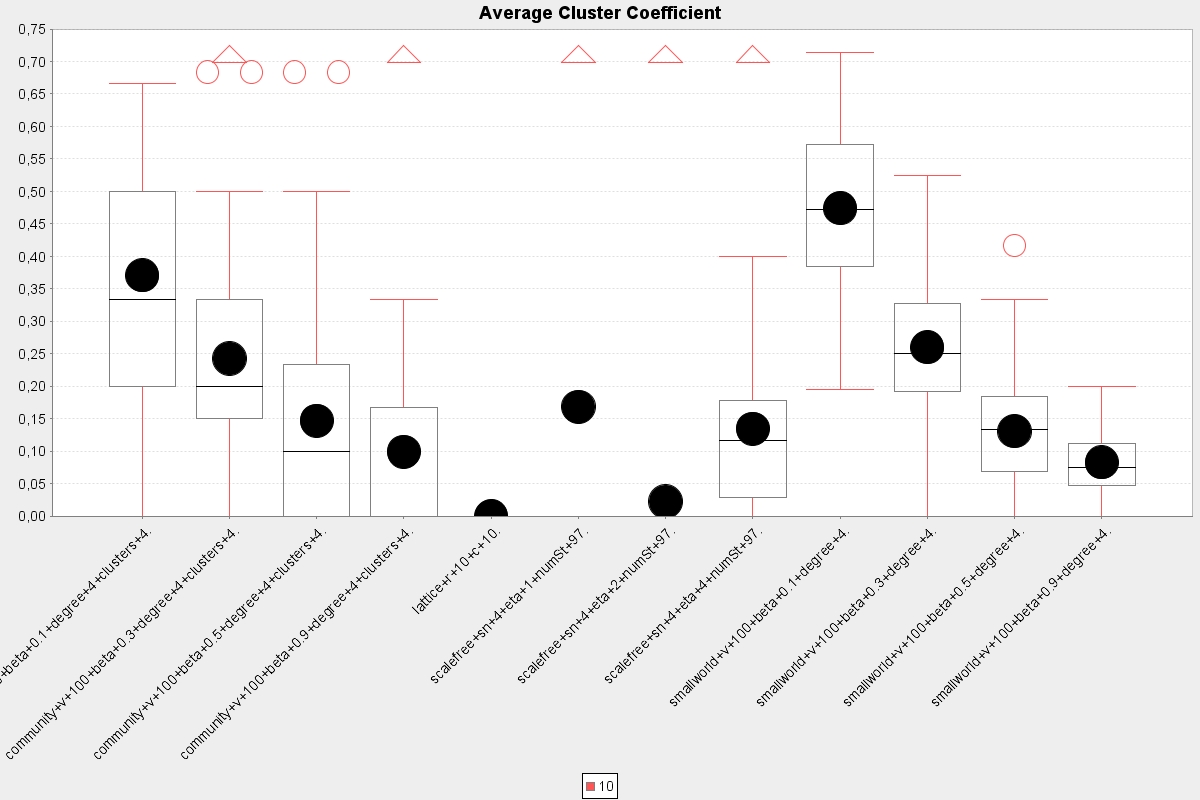 Average Cluster Coefficient
0,75
0,70
0,65
0,60
0,55
0,50
0,45
0,40
0,35
0,30
0,25
0,20
0,15
0,10
0,05
0,00
+beta+0.1+degree+4+clusters+4.
community+v+100+beta+0.3+degree+4+clusters+4.
community+v+100+beta+0.5+degree+4+clusters+4.
community+v+100+beta+0.9+degree+4+clusters+4.
lattice+r+10+c+10.
scalefree+sn+4+eta+1+numSt+97.
scalefree+sn+4+eta+2+numSt+97.
scalefree+sn+4+eta+4+numSt+97.
smallworld+v+100+beta+0.1+degree+4.
smallworld+v+100+beta+0.3+degree+4.
smallworld+v+100+beta+0.5+degree+4.
smallworld+v+100+beta+0.9+degree+4.
10